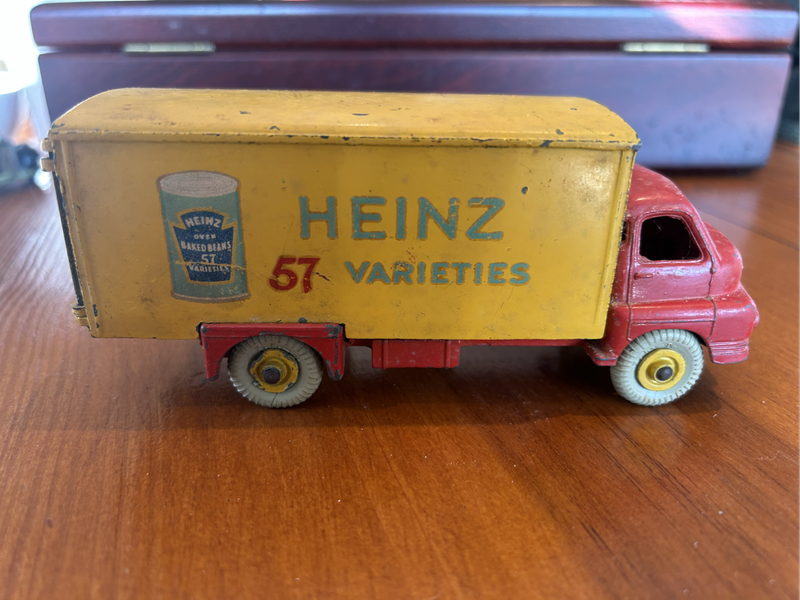 HEINZ
OVEN
BAKED BEANS
57
VARIETIES
HEINZ
57 VARIETIES